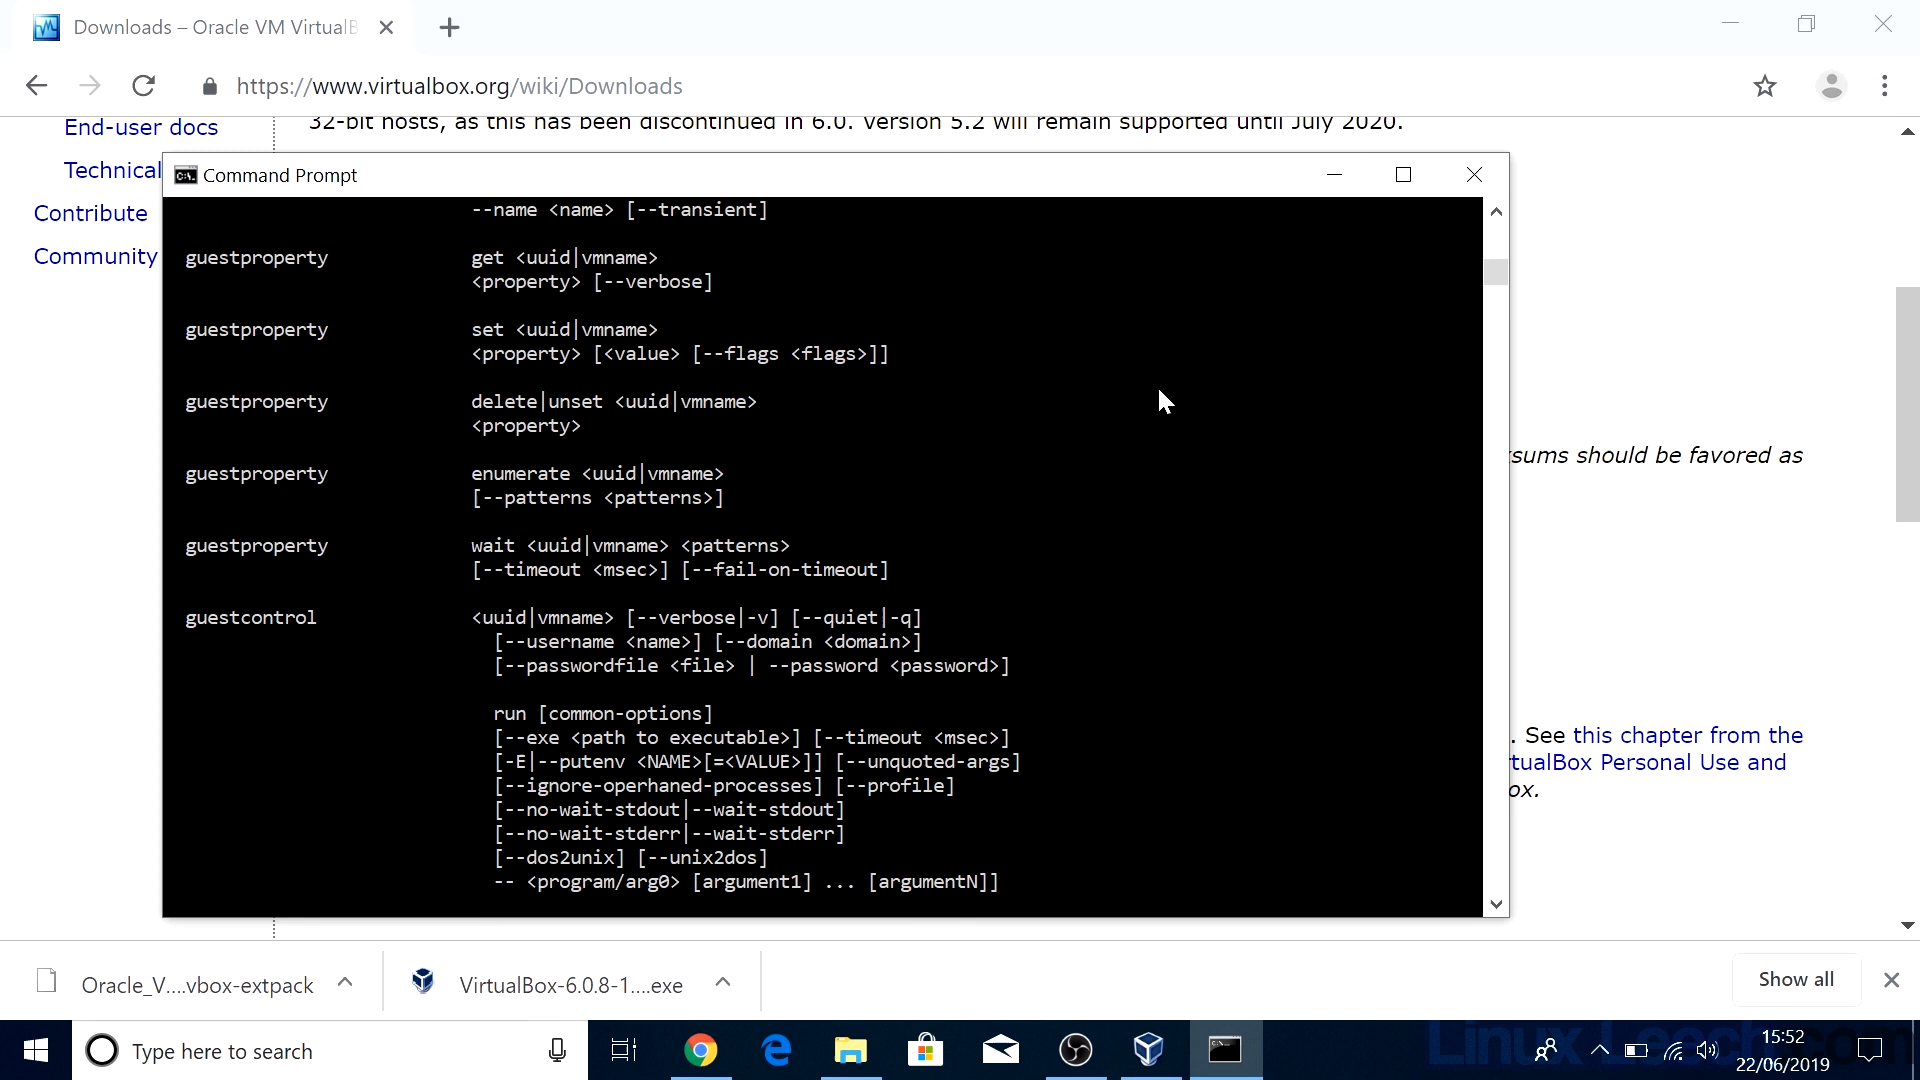 Downloads – Oracle VM VirtualB
https://www.virtualbox.org/wiki/Downloads
End-user docs
32-bit hosts, as this has been discontinued in 6.0. Version 5.2 will remain supported until July 2020.
Technical
Contribute
Community
Command Prompt
--name <name> [--transient]
guestproperty get <uuid|vmname>
<property> [--verbose]
guestproperty set <uuid|vmname>
<property> [<value> [--flags <flags>]]
guestproperty delete|unset <uuid|vmname>
<property>
guestproperty enumerate <uuid|vmname>
[--patterns <patterns>]
guestproperty wait <uuid|vmname> <patterns>
[--timeout <msec>] [--fail-on-timeout]
guestcontrol <uuid|vmname> [--verbose|-v] [--quiet|-q]
[--username <name>] [--domain <domain>]
[--passwordfile <file> | --password <password>]
run [common-options]
[--exe <path to executable>] [--timeout <msec>]
[-E|--putenv <NAME>[=<VALUE>]] [--unquoted-args]
[--ignore-operhaned-processes] [--profile]
[--no-wait-stdout|--wait-stdout]
[--no-wait-stderr|--wait-stderr]
[--dos2unix] [--unix2dos]
-- <program/arg0> [argument1] ... [argumentN]]
sums should be favored as
. See this chapter from the
tualBox Personal Use and
ox.
Oracle_V....vbox-extpack
VirtualBox-6.0.8-1....exe
Show all
Type here to search
15:52
22/06/2019